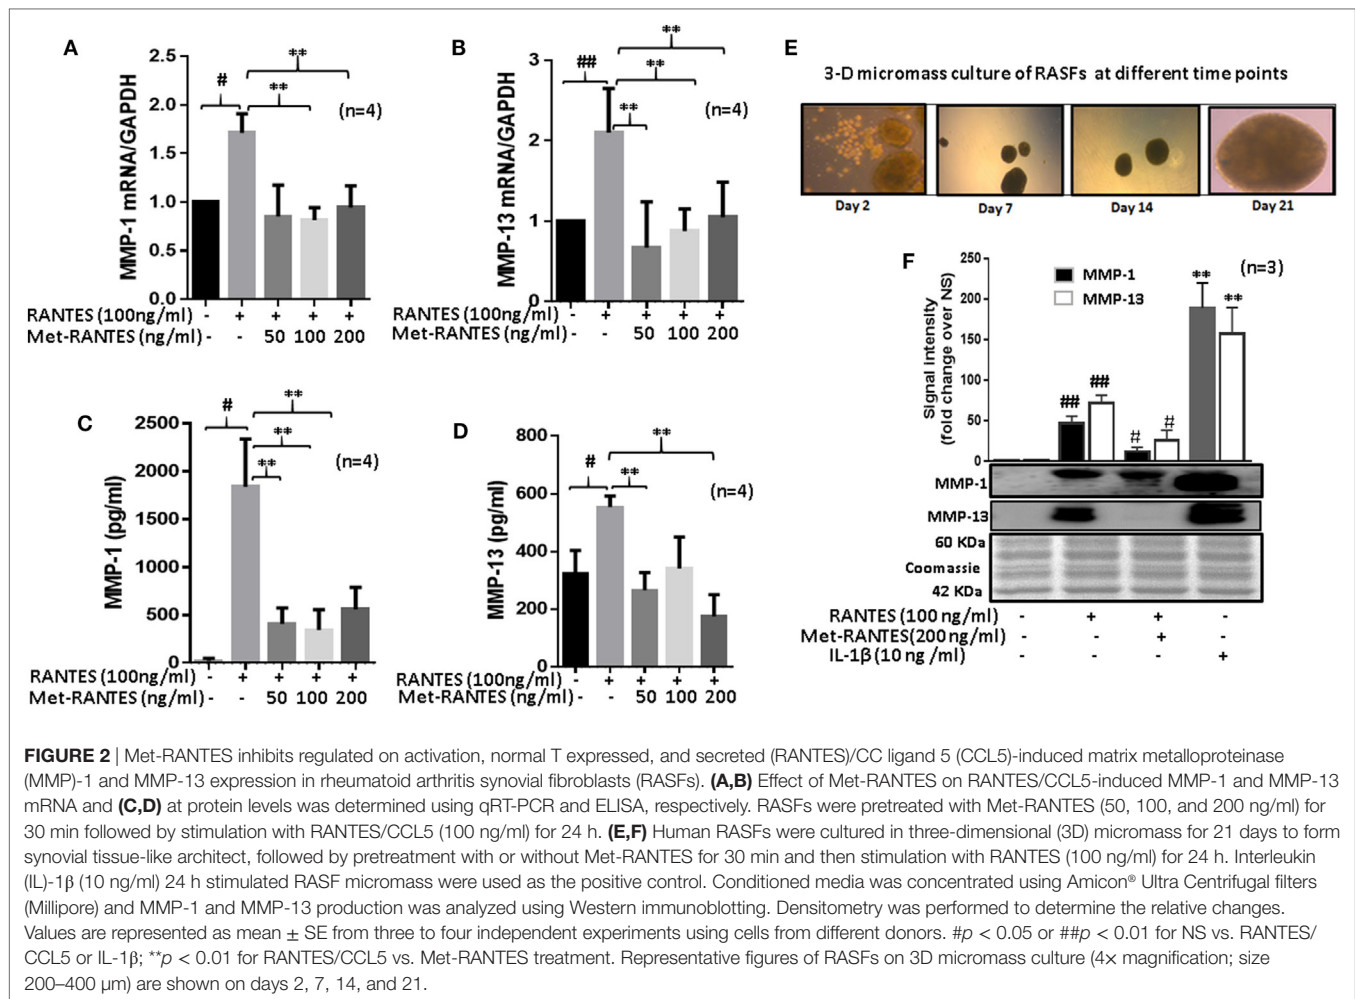 A
2.5
2.0
1.5
1.0
0.5
0.0
MMP-1 mRNA/GAPDH
#
**
**
(n=4)
RANTES (100ng/ml) - + + + +
Met-RANTES (ng/ml) - - 50 100 200
B
3
2
1
0
MMP-13 mRNA/GAPDH
##
**
**
**
(n=4)
RANTES (100ng/ml) - + + + +
Met-RANTES (ng/ml) - - 50 100 200
C
2500
2000
1500
1000
500
0
MMP-1 (pg/ml)
#
**
**
**
(n=4)
RANTES (100ng/ml) - + + + +
Met-RANTES (ng/ml) - - 50 100 200
D
800
600
400
200
0
MMP-13 (pg/ml)
#
**
**
(n=4)
RANTES (100ng/ml) - + + + +
Met-RANTES (ng/ml) - - 50 100 200
E
3-D micromass culture of RASFs at different time points
Day 2 Day 7 Day 14 Day 21
F
250
200
150
100
50
0
Signal intensity
(fold change over NS)
MMP-1
MMP-13
(n=3)
## ## # # ** **
MMP-1
MMP-13
60 KDa
Coomassie
42 KDa
RANTES (100 ng/ml) - + + -
Met-RANTES(200 ng/ml) - - + -
IL-1β (10 ng /ml) - - - +
FIGURE 2 | Met-RANTES inhibits regulated on activation, normal T expressed, and secreted (RANTES)/CC ligand 5 (CCL5)-induced matrix metalloproteinase
(MMP)-1 and MMP-13 expression in rheumatoid arthritis synovial fibroblasts (RASFs). (A,B) Effect of Met-RANTES on RANTES/CCL5-induced MMP-1 and MMP-13
mRNA and (C,D) at protein levels was determined using qRT-PCR and ELISA, respectively. RASFs were pretreated with Met-RANTES (50, 100, and 200 ng/ml) for
30 min followed by stimulation with RANTES/CCL5 (100 ng/ml) for 24 h. (E,F) Human RASFs were cultured in three-dimensional (3D) micromass for 21 days to form
synovial tissue-like architect, followed by pretreatment with or without Met-RANTES for 30 min and then stimulation with RANTES (100 ng/ml) for 24 h. Interleukin
(IL)-1β (10 ng/ml) 24 h stimulated RASF micromass were used as the positive control. Conditioned media was concentrated using Amicon® Ultra Centrifugal filters
(Millipore) and MMP-1 and MMP-13 production was analyzed using Western immunoblotting. Densitometry was performed to determine the relative changes.
Values are represented as mean ± SE from three to four independent experiments using cells from different donors. #p < 0.05 or ##p < 0.01 for NS vs. RANTES/
CCL5 or IL-1β; **p < 0.01 for RANTES/CCL5 vs. Met-RANTES treatment. Representative figures of RASFs on 3D micromass culture (4× magnification; size
200–400 μm) are shown on days 2, 7, 14, and 21.